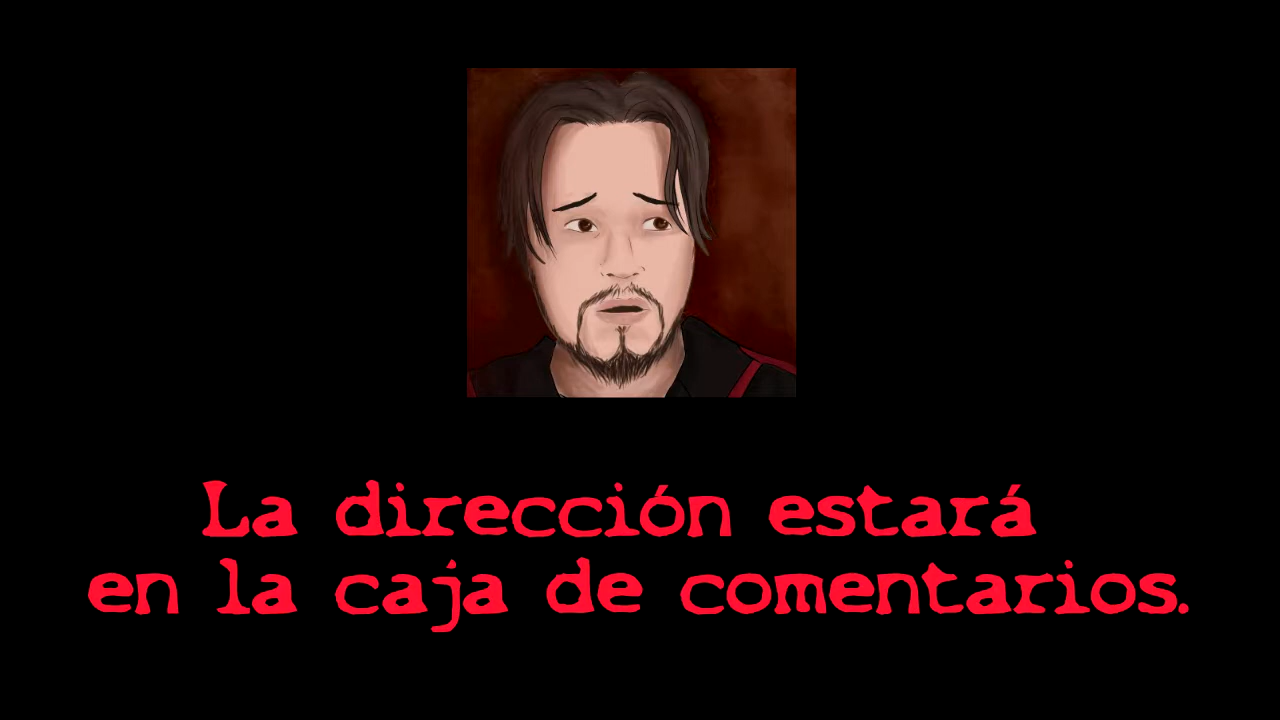 La dirección estará
en la caja de comentarios.